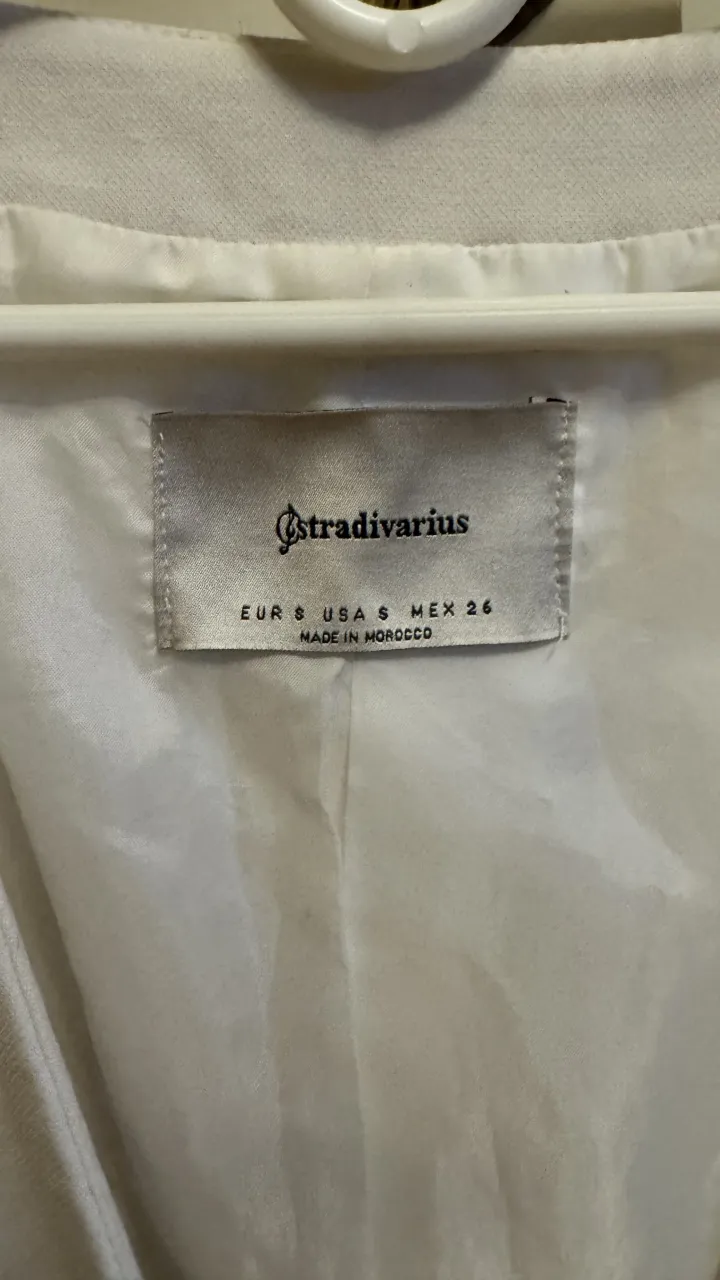 stradivarius
EUR S USA S MEX 26
MADE IN MOROCCO